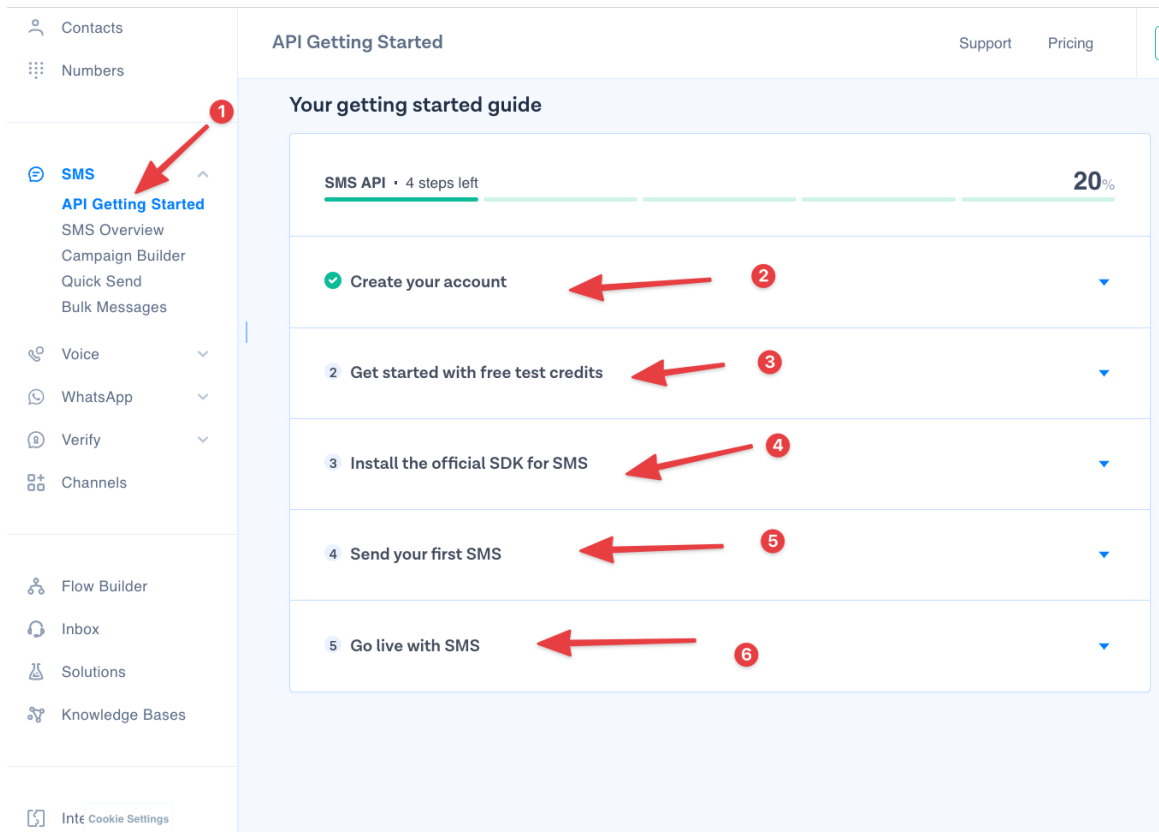 Contacts
Numbers
1
SMS
API Getting Started
SMS Overview
Campaign Builder
Quick Send
Bulk Messages
Voice
WhatsApp
Verify
Channels
Flow Builder
Inbox
Solutions
Knowledge Bases
Cookie Settings
API Getting Started
Support
Pricing
Your getting started guide
SMS API • 4 steps left
20%
Create your account
2
2 Get started with free test credits
3
3 Install the official SDK for SMS
4
4 Send your first SMS
5
5 Go live with SMS
6